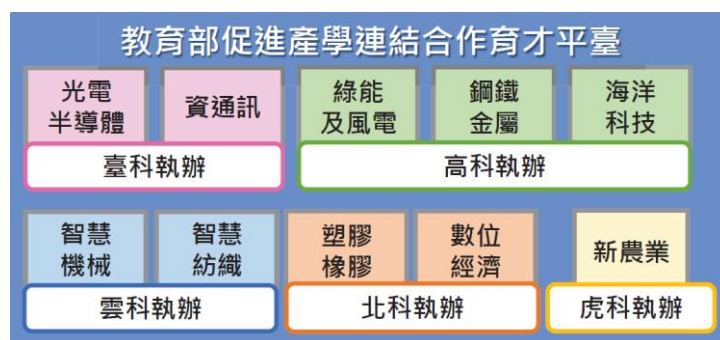 教育部促進產學連結合作育才平臺
光電
半導體
資通訊
綠能
及風電
鋼鐵
金屬
海洋
科技
臺科執辦
高科執辦
智慧
機械
智慧
紡織
塑膠
橡膠
數位
經濟
新農業
雲科執辦
北科執辦
虎科執辦